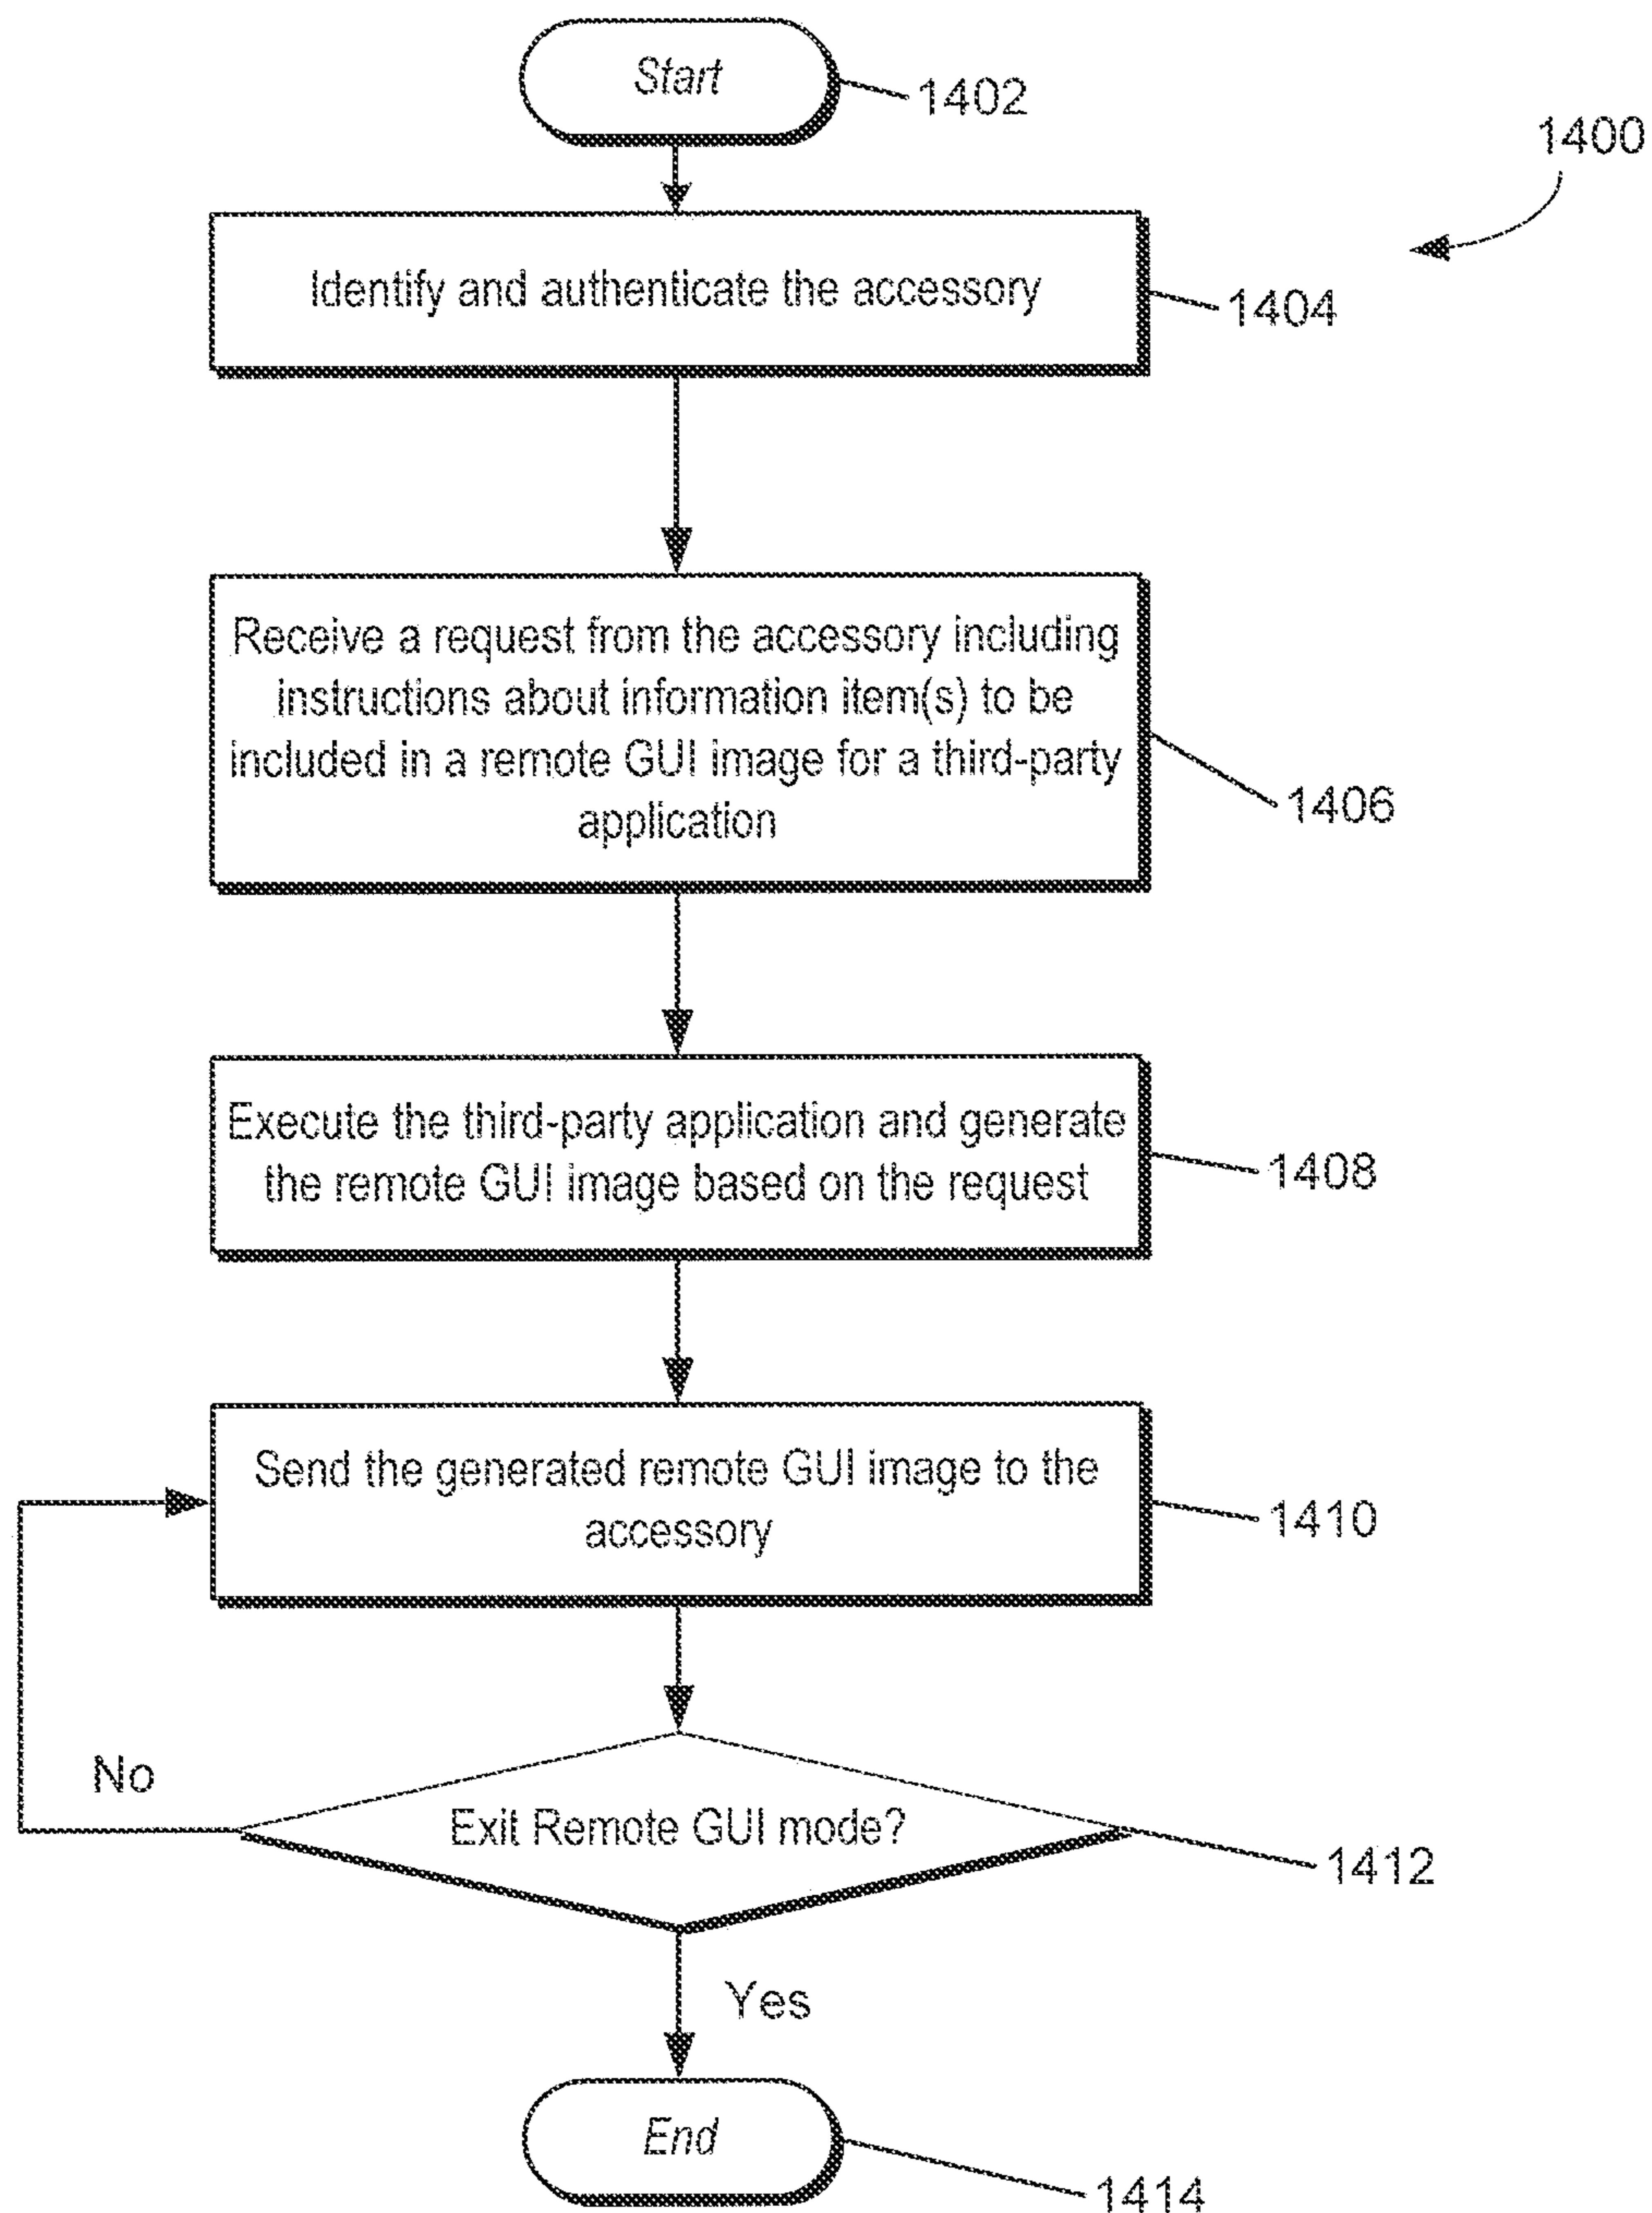 Start
1402
1400
Identify and authenticate the accessory
1404
Receive a request from the accessory including
instructions about information item(s) to be
included in a remote GUI image for a third-party
application
1406
Execute the third-party application and generate
the remote GUI image based on the request
1408
Send the generated remote GUI image to the
accessory
1410
No
Exit Remote GUI mode?
1412
Yes
End
1414